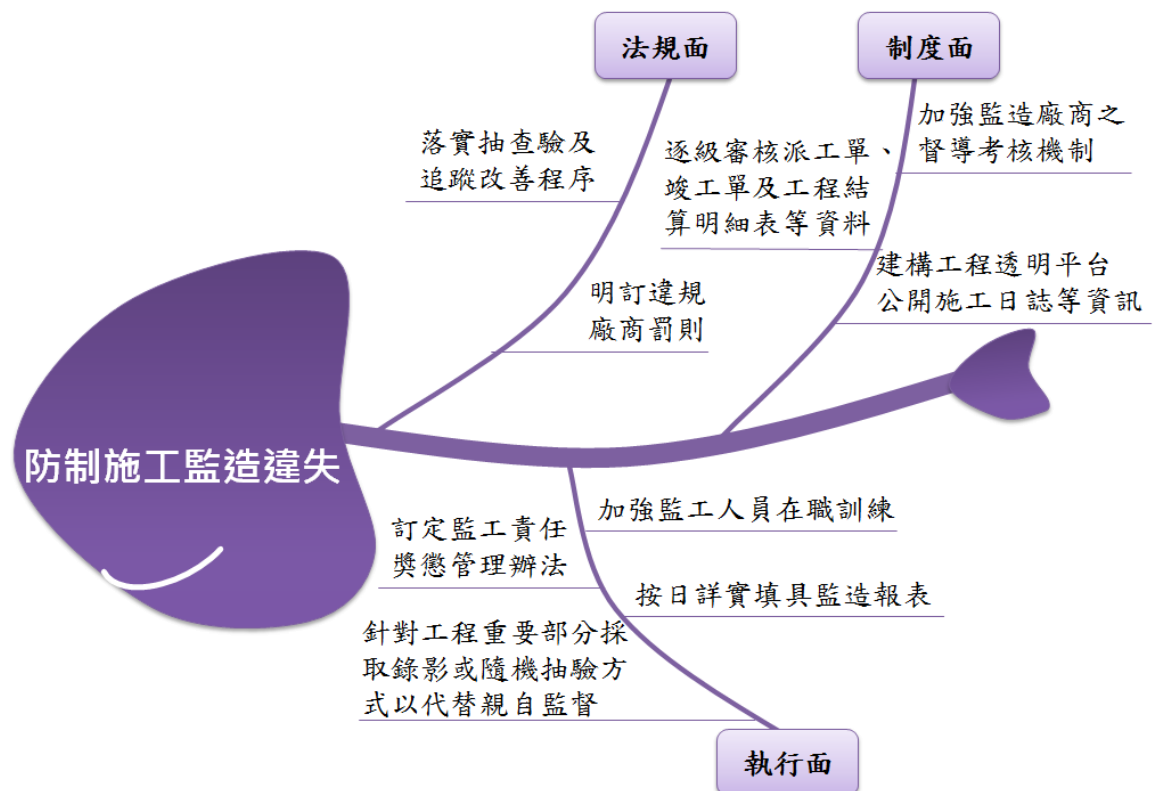 法規面
制度面
落實抽查驗及
追蹤改善程序
明訂違規
廠商罰則
逐級審核派工單、
竣工單及工程結
算明細表等資料
加強監造廠商之
督導考核機制
建構工程透明平台
公開施工日誌等資訊
防制施工監造違失
訂定監工責任
獎懲管理辦法
加強監工人員在職訓練
按日詳實填具監造報表
針對工程重要部分採
取錄影或隨機抽驗方
式以代替親自監督
執行面